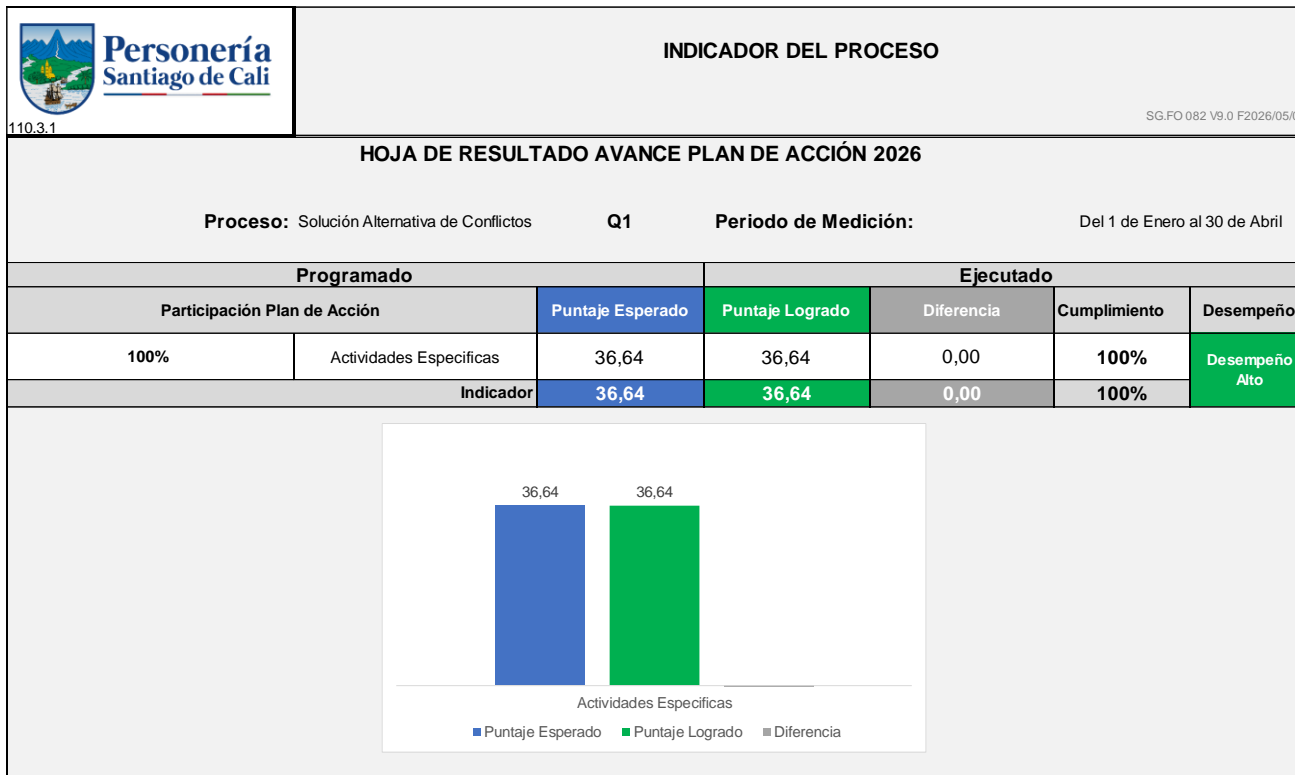 Personería
Santiago de Cali
110.3.1
INDICADOR DEL PROCESO
SG.FO 082 V9.0 F2026/05/0
HOJA DE RESULTADO AVANCE PLAN DE ACCIÓN 2026
Proceso: Solución Alternativa de Conflictos Q1 Periodo de Medición: Del 1 de Enero al 30 de Abril
Programado Ejecutado
Participación Plan de Acción Puntaje Esperado Puntaje Logrado Diferencia Cumplimiento Desempeño
100% Actividades Especificas 36,64 36,64 0,00 100% Desempeño
Alto
Indicador 36,64 36,64 0,00 100%
36,64 36,64
Actividades Especificas
Puntaje Esperado Puntaje Logrado Diferencia